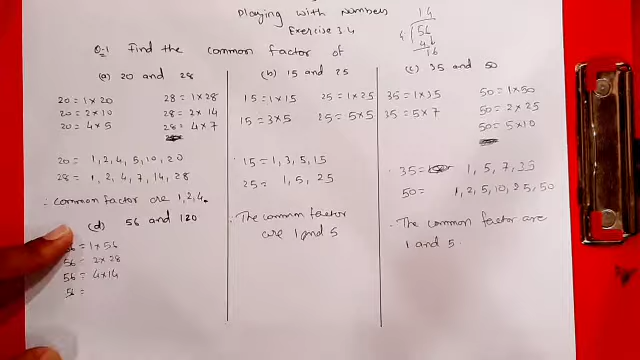 Playing with Numbers
Exercise 3.4
14
4 56
4
16
Q-1 Find the common factor of
(a) 20 and 28
20 = 1 x 20
20 = 2 x 10
20 = 4 x 5
28 = 1 x 28
28 = 2 x 14
28 = 4 x 7
20 = 1, 2, 4, 5, 10, 20
28 = 1, 2, 4, 7, 14, 28
∴ common factor are 1, 2, 4.
(b) 15 and 25
15 = 1 x 15
15 = 3 x 5
25 = 1 x 25
25 = 5 x 5
15 = 1, 3, 5, 15
25 = 1, 5, 25
∴ The common factor
are 1 and 5
(c) 35 and 50
35 = 1 x 35
35 = 5 x 7
50 = 1 x 50
50 = 2 x 25
50 = 5 x 10
35 = 1, 5, 7, 35
50 = 1, 2, 5, 10, 25, 50
∴ The common factor are
1 and 5.
(d) 56 and 120
56 = 1 x 56
56 = 2 x 28
56 = 4 x 14
56 =